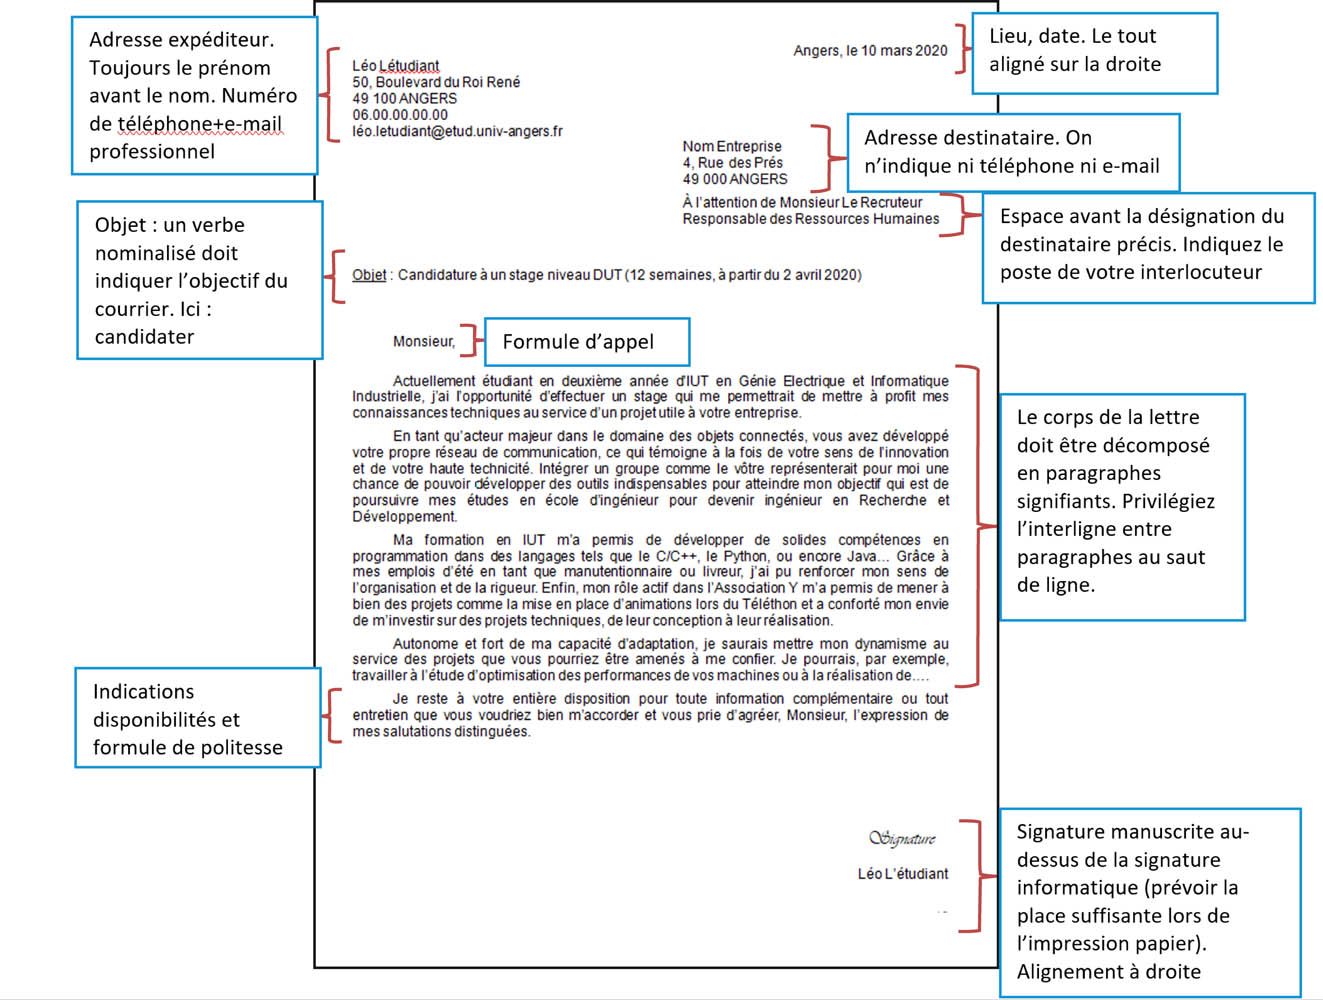 Adresse expéditeur.
Toujours le prénom
avant le nom. Numéro
de téléphone+e-mail
professionnel
Angers, le 10 mars 2020
Lieu, date. Le tout
aligné sur la droite
Léo Létudiant
50, Boulevard du Roi René
49 100 ANGERS
06.00.00.00.00
léo.letudiant@etud.univ-angers.fr
Nom Entreprise
4, Rue des Prés
49 000 ANGERS
Adresse destinataire. On
n’indique ni téléphone ni e-mail
À l’attention de Monsieur Le Recruteur
Responsable des Ressources Humaines
Espace avant la désignation du
destinataire précis. Indiquez le
poste de votre interlocuteur
Objet : un verbe
nominalisé doit
indiquer l’objectif du
courrier. Ici :
candidater
Objet : Candidature à un stage niveau DUT (12 semaines, à partir du 2 avril 2020)
Monsieur,
Formule d’appel
Actuellement étudiant en deuxième année d’IUT en Génie Electrique et Informatique
Industrielle, j’ai l’opportunité d’effectuer un stage qui me permettrait de mettre à profit mes
connaissances techniques au service d’un projet utile à votre entreprise.
En tant qu’acteur majeur dans le domaine des objets connectés, vous avez développé
votre propre réseau de communication, ce qui témoigne à la fois de votre sens de l’innovation
et de votre haute technicité. Intégrer un groupe comme le vôtre représenterait pour moi une
chance de pouvoir développer des outils indispensables pour atteindre mon objectif qui est de
poursuivre mes études en école d’ingénieur pour devenir ingénieur en Recherche et
Développement.
Ma formation en IUT m’a permis de développer de solides compétences en
programmation dans des langages tels que le C/C++, le Python, ou encore Java… Grâce à
mes emplois d’été en tant que manutentionnaire ou livreur, j’ai pu renforcer mon sens de
l’organisation et de la rigueur. Enfin, mon rôle actif dans l’Association Y m’a permis de mener à
bien des projets comme la mise en place d’animations lors du Téléthon et a conforté mon envie
de m’investir sur des projets techniques, de leur conception à leur réalisation.
Autonome et fort de ma capacité d’adaptation, je saurais mettre mon dynamisme au
service des projets que vous pourriez être amenés à me confier. Je pourrais, par exemple,
travailler à l’étude d’optimisation des performances de vos machines ou à la réalisation de….
Le corps de la lettre
doit être décomposé
en paragraphes
signifiants. Privilégiez
l’interligne entre
paragraphes au saut
de ligne.
Indications
disponibilités et
formule de politesse
Je reste à votre entière disposition pour toute information complémentaire ou tout
entretien que vous voudriez bien m’accorder et vous prie d’agréer, Monsieur, l’expression de
mes salutations distinguées.
Signature
Léo L’étudiant
Signature manuscrite au-
dessus de la signature
informatique (prévoir la
place suffisante lors de
l’impression papier).
Alignement à droite